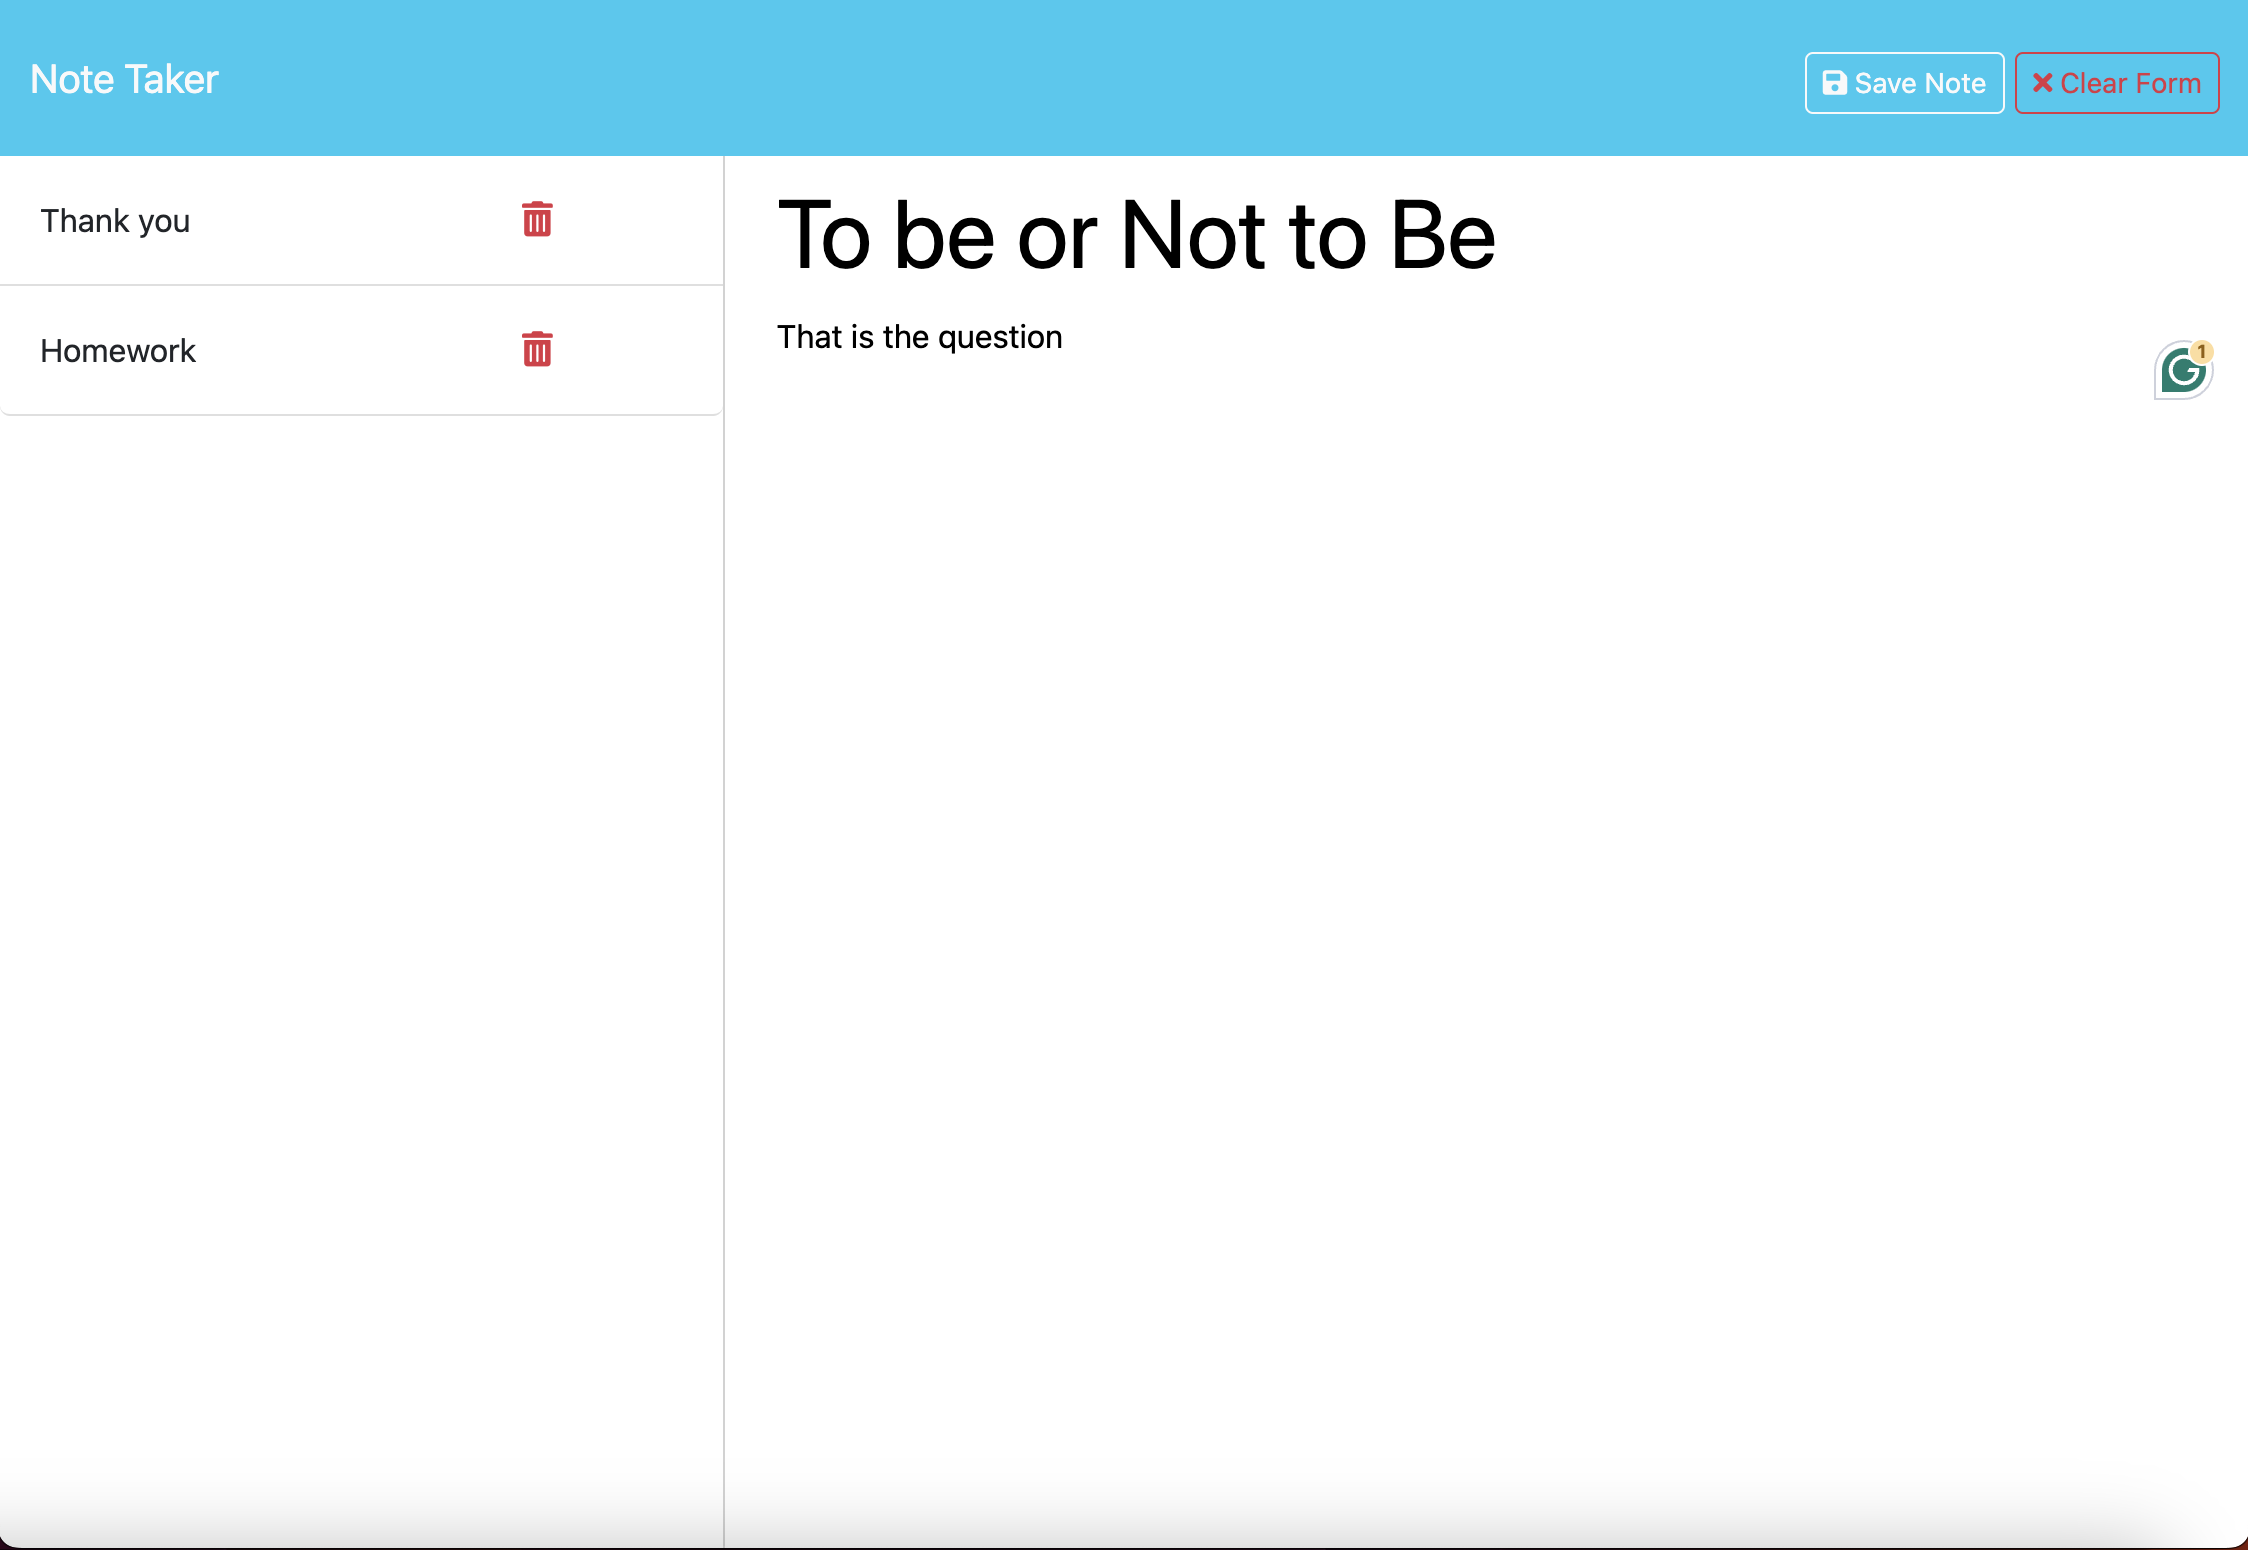 Note Taker
Save Note
Clear Form
Thank you
Homework
To be or Not to Be
That is the question
1